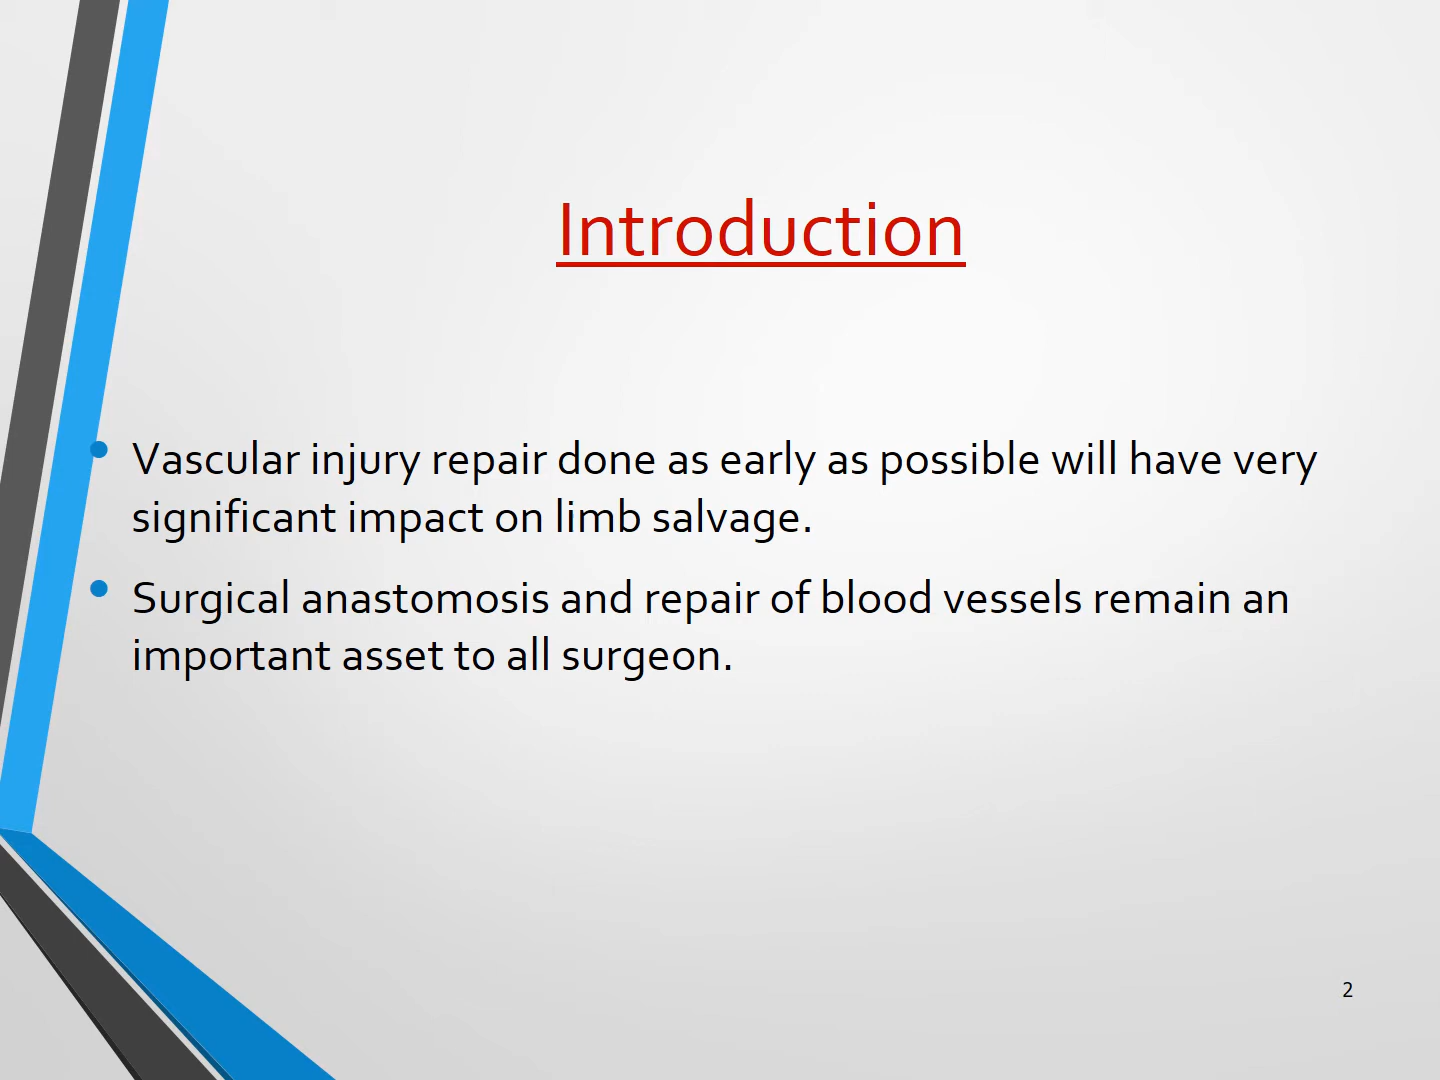 Introduction
• Vascular injury repair done as early as possible will have very
significant impact on limb salvage.
• Surgical anastomosis and repair of blood vessels remain an
important asset to all surgeon.
2